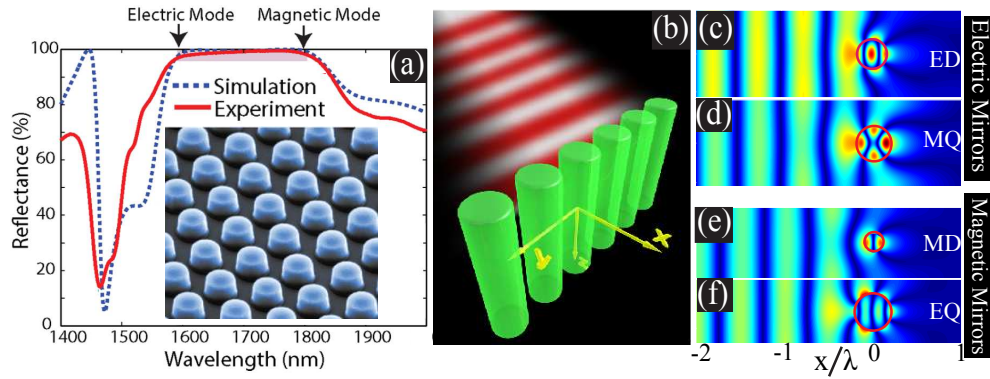 Electric Mode Magnetic Mode
(a)
Simulation
Experiment
Reflectance (%)
100
80
60
40
20
0
1400 1500 1600 1700 1800 1900
Wavelength (nm)
(b)
X
y
z
(c)
ED
(d)
MQ
Electric Mirrors
(e)
MD
(f)
EQ
Magnetic Mirrors
-2 -1 0 1
x/λ